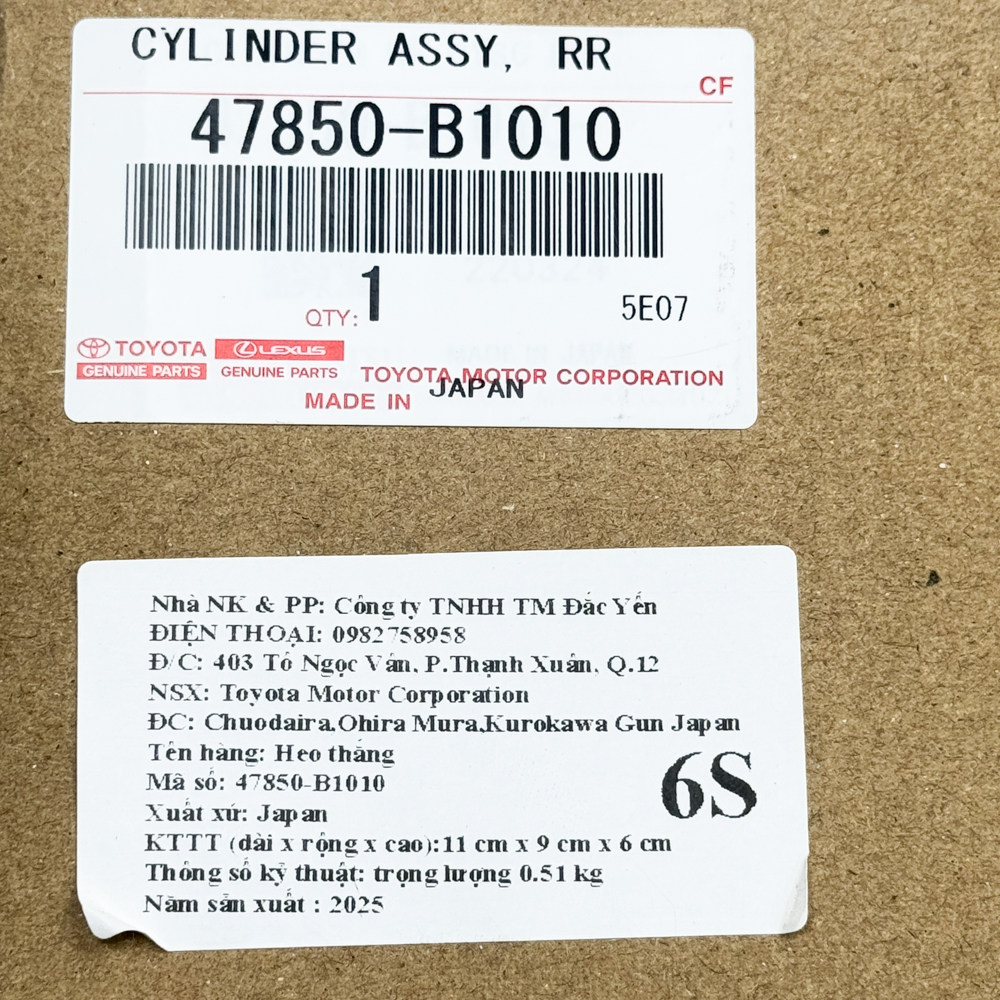 CYLINDER ASSY, RR
CF
47850-B1010
QTY: 1
5E07
TOYOTA LEXUS
GENUINE PARTS GENUINE PARTS TOYOTA MOTOR CORPORATION
MADE IN JAPAN
Nhà NK & PP: Công ty TNHH TM Đắc Yến
ĐIỆN THOẠI: 0982758958
Đ/C: 403 Tô Ngọc Vân, P.Thạnh Xuân, Q.12
NSX: Toyota Motor Corporation
ĐC: Chuodaira,Ohira Mura,Kurokawa Gun Japan
Tên hàng: Heo thắng
Mã số: 47850-B1010
6S
Xuất xứ: Japan
KTTT (dài x rộng x cao):11 cm x 9 cm x 6 cm
Thông số kỹ thuật: trọng lượng 0.51 kg
Năm sản xuất : 2025